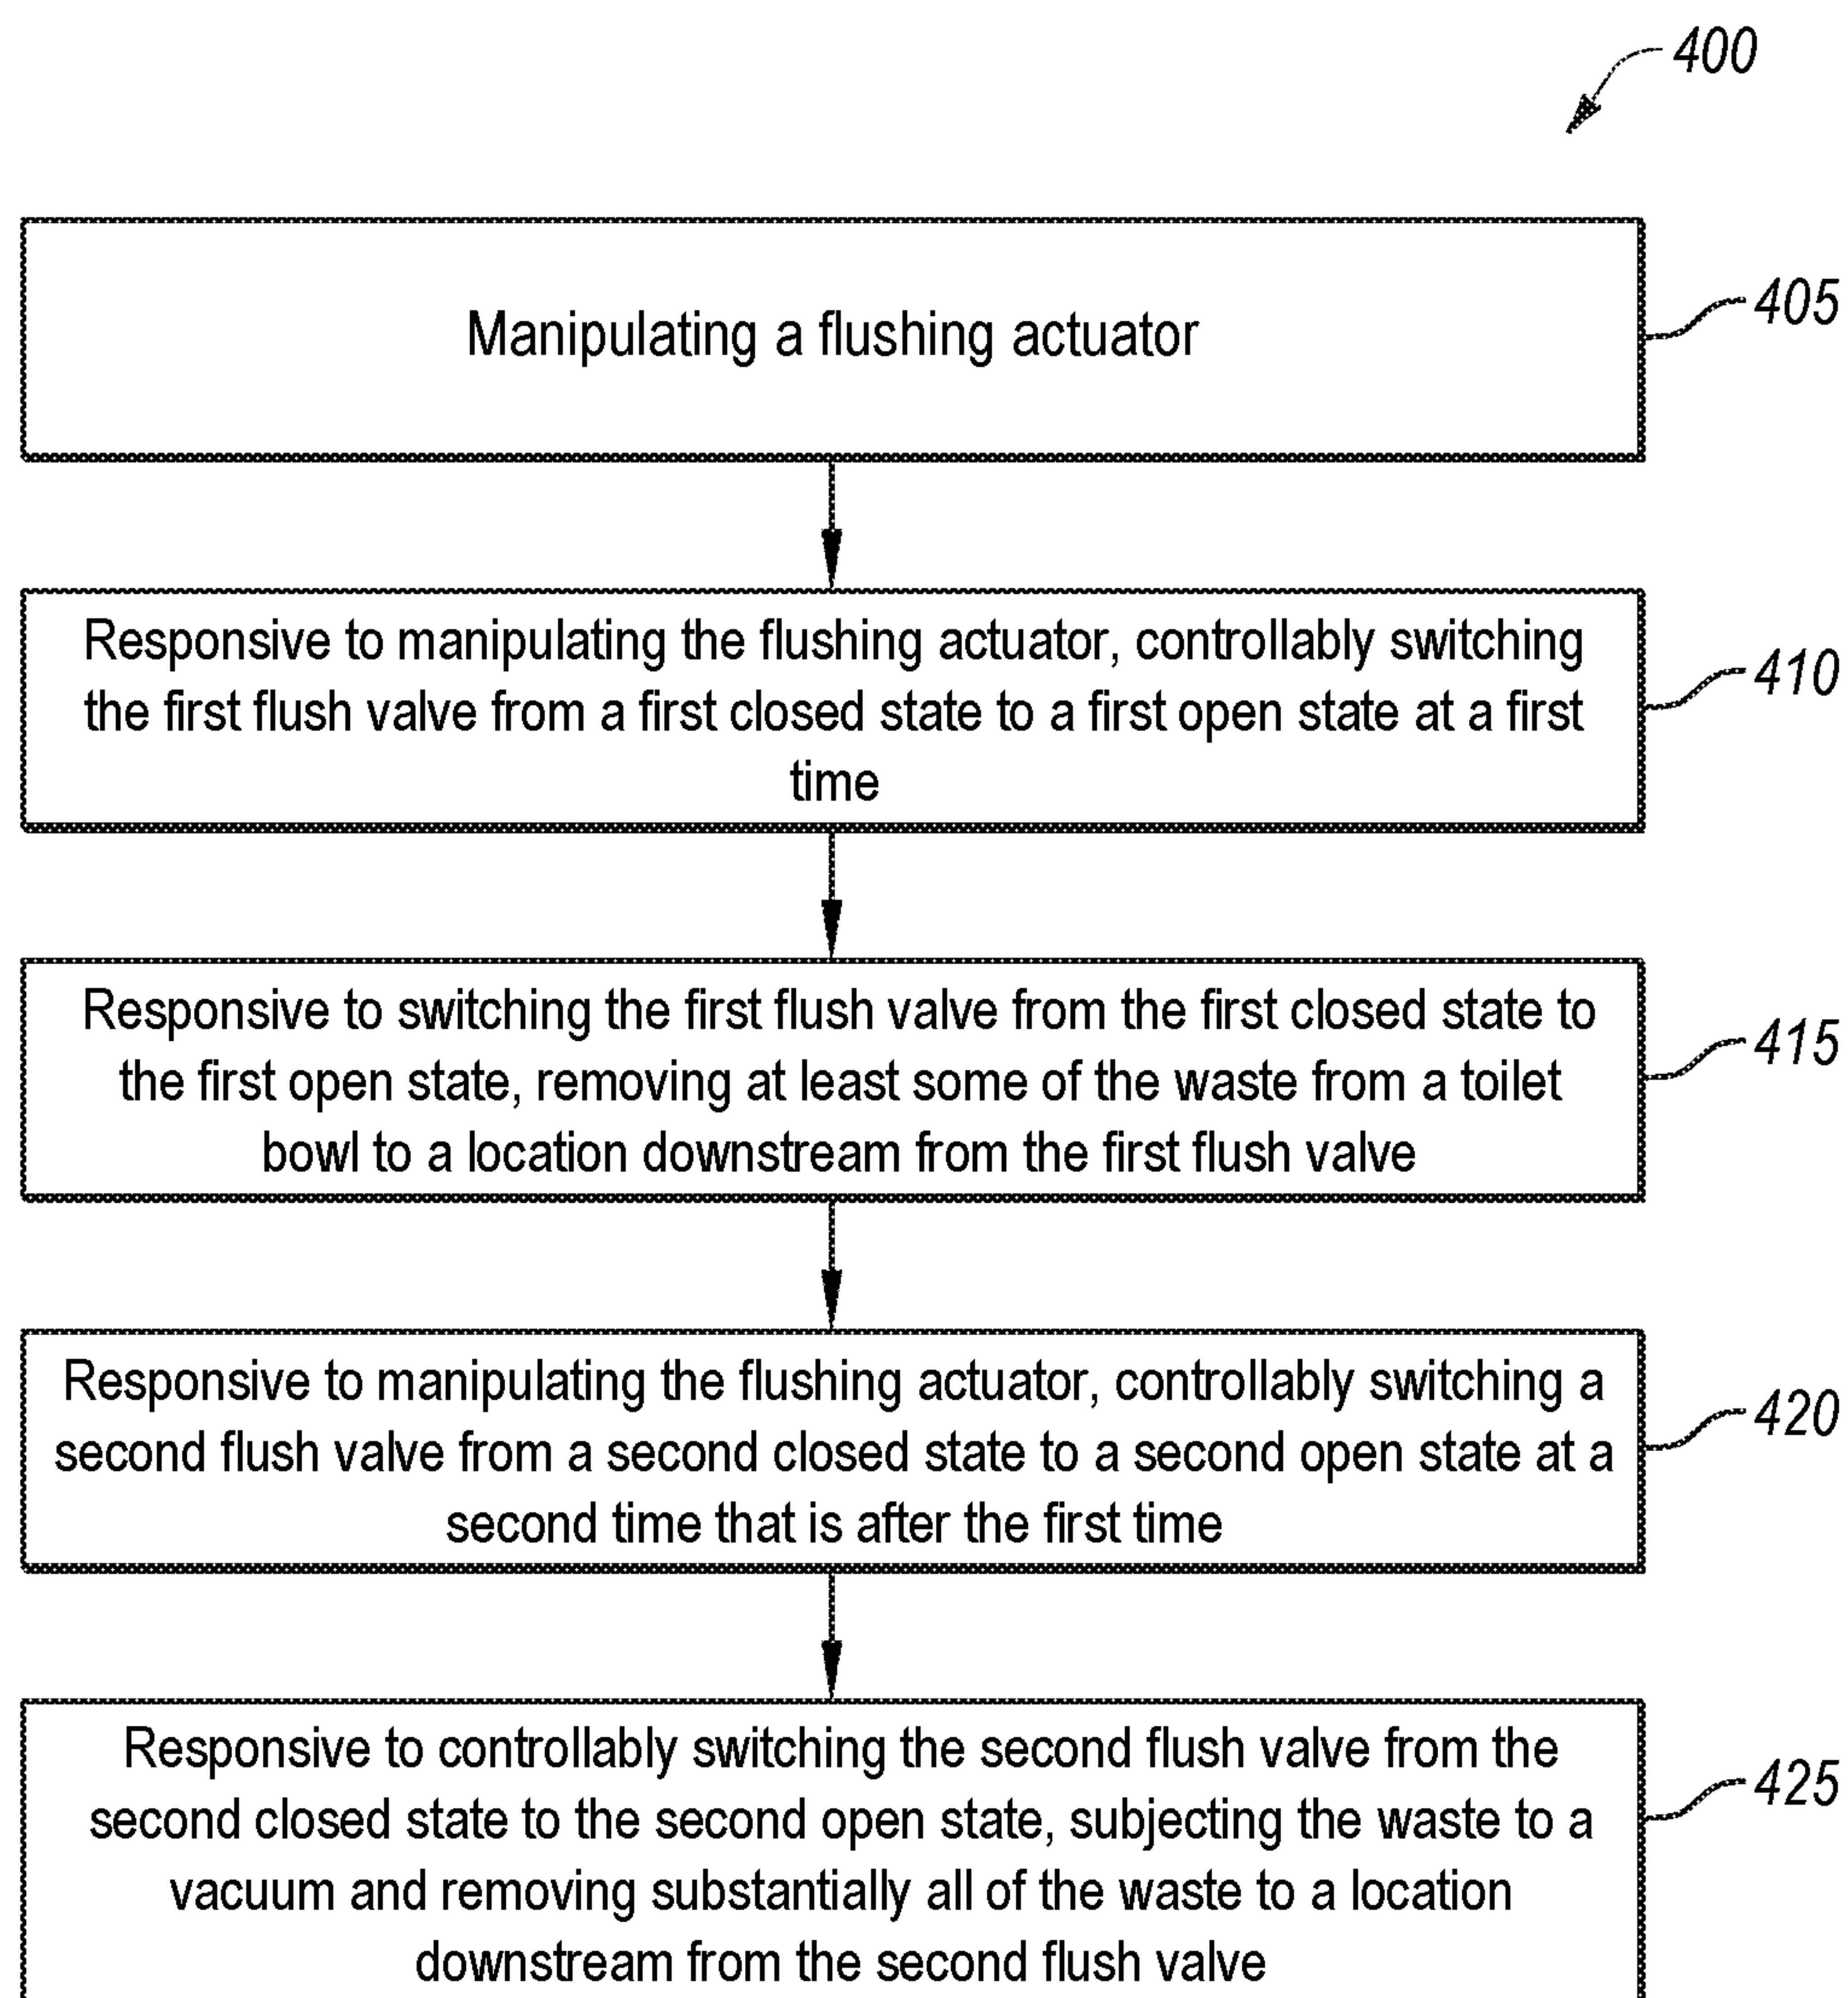 400
Manipulating a flushing actuator
405
Responsive to manipulating the flushing actuator, controllably switching
the first flush valve from a first closed state to a first open state at a first
time
410
Responsive to switching the first flush valve from the first closed state to
the first open state, removing at least some of the waste from a toilet
bowl to a location downstream from the first flush valve
415
Responsive to manipulating the flushing actuator, controllably switching a
second flush valve from a second closed state to a second open state at a
second time that is after the first time
420
Responsive to controllably switching the second flush valve from the
second closed state to the second open state, subjecting the waste to a
vacuum and removing substantially all of the waste to a location
downstream from the second flush valve
425